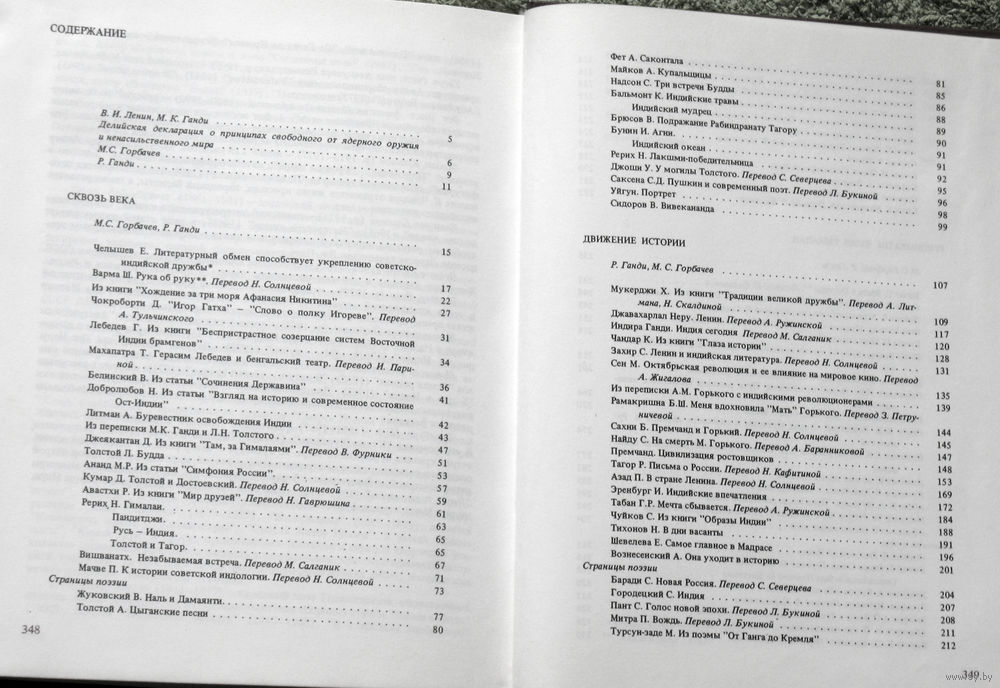 СОДЕРЖАНИЕ
В. И. Ленин, М. К. Ганди 5
Делийская декларация о принципах свободного от ядерного оружия
и ненасильственного мира 6
М.С. Горбачев 9
Р. Ганди 11
СКВОЗЬ ВЕКА
М.С. Горбачев, Р. Ганди 15
Челышев Е. Литературный обмен способствует укреплению советско-
индийской дружбы* 17
Варма Ш. Рука об руку**. Перевод Н. Солнцевой 22
Из книги "Хождение за три моря Афанасия Никитина" 27
Чокроборти Д. "Игор Гатха" — "Слово о полку Игореве". Перевод
А. Тульчинского 31
Лебедев Г. Из книги "Беспристрастное созерцание систем Восточной
Индии брамгенов" 34
Махапатра Т. Герасим Лебедев и бенгальский театр. Перевод И. Пари-
ной 36
Белинский В. Из статьи "Сочинения Державина" 41
Добролюбов Н. Из статьи "Взгляд на историю и современное состояние
Ост-Индии" 42
Литман А. Буревестник освобождения Индии 43
Из переписки М.К. Ганди и Л.Н. Толстого 47
Джеякантан Д. Из книги "Там, за Гималаями". Перевод В. Фурники 51
Толстой Л. Будда 53
Ананд М.Р. Из статьи "Симфония России" 57
Кумар Д. Толстой и Достоевский. Перевод Н. Солнцевой 59
Авастхи Р. Из книги "Мир друзей". Перевод Н. Гаврюшина 61
Рерих Н. Гималаи 63
Пандитджи 65
Русь — Индия 65
Толстой и Тагор 67
Вишванатх. Незабываемая встреча. Перевод М. Салганик 71
Мачве П. К истории советской индологии. Перевод Н. Солнцевой 73
Страницы поэзии
Жуковский В. Наль и Дамаянти 77
Толстой А. Цыганские песни 80
348
Фет А. Саконтала 81
Майков А. Купальщицы 85
Надсон С. Три встречи Будды 86
Бальмонт К. Индийские травы 88
Индийский мудрец 89
Брюсов В. Подражание Рабиндранату Тагору 90
Бунин И. Агни 91
Индийский океан 91
Рерих Н. Лакшми-победительница 92
Джоши У. У могилы Толстого. Перевод С. Северцева 95
Саксена С.Д. Пушкин и современный поэт. Перевод Л. Букиной 96
Уйгун. Портрет 98
Сидоров В. Вивекананда 99
ДВИЖЕНИЕ ИСТОРИИ
Р. Ганди, М. С. Горбачев 107
Мукерджи Х. Из книги "Традиции великой дружбы". Перевод А. Лит-
мана, Н. Скалдиной 109
Джавахарлал Неру. Ленин. Перевод А. Ружинской 117
Индира Ганди. Индия сегодня. Перевод М. Салганик 120
Чандар К. Из книги "Глаза истории" 128
Захир С. Ленин и индийская литература. Перевод Н. Солнцевой 131
Сен М. Октябрьская революция и ее влияние на мировое кино. Перевод
А. Жигалова 135
Из переписки А.М. Горького с индийскими революционерами 139
Рамакришна Б.Ш. Меня вдохновила "Мать" Горького. Перевод З. Петру-
ничевой 144
Сахни Б. Премчанд и Горький. Перевод Н. Солнцевой 145
Найду С. На смерть М. Горького. Перевод А. Баранниковой 147
Премчанд. Цивилизация ростовщиков 148
Тагор Р. Письма о России. Перевод Н. Кафитиной 153
Азад П. В стране Ленина. Перевод Н. Солнцевой 169
Эренбург И. Индийские впечатления 172
Табан Г.Р. Мечта сбывается. Перевод А. Ружинской 184
Чуйков С. Из книги "Образы Индии" 188
Тихонов Н. В дни васанты 191
Шевелева Е. Самое главное в Мадрасе 196
Вознесенский А. Она уходит в историю 201
Страницы поэзии
Баради С. Новая Россия. Перевод С. Северцева 204
Городецкий С. Индия 207
Пант С. Голос новой эпохи. Перевод Л. Букиной 208
Митра П. Вождь. Перевод Л. Букиной 211
Турсун-заде М. Из поэмы "От Ганга до Кремля" 212
349
www.ay.by